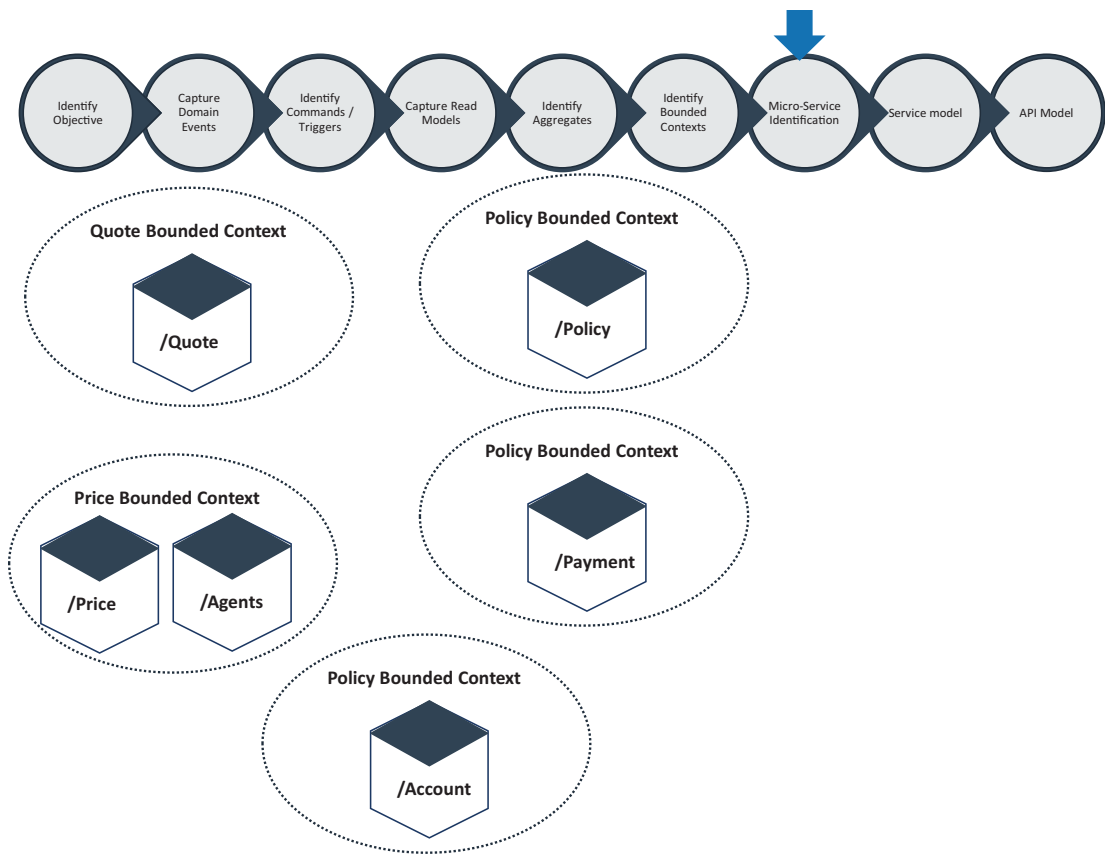 Identify
Objective
Capture
Domain
Events
Identify
Commands /
Triggers
Capture Read
Models
Identify
Aggregates
Identify
Bounded
Contexts
Micro-Service
Identification
Service model
API Model
Quote Bounded Context
/Quote
Policy Bounded Context
/Policy
Policy Bounded Context
/Payment
Price Bounded Context
/Price
/Agents
Policy Bounded Context
/Account